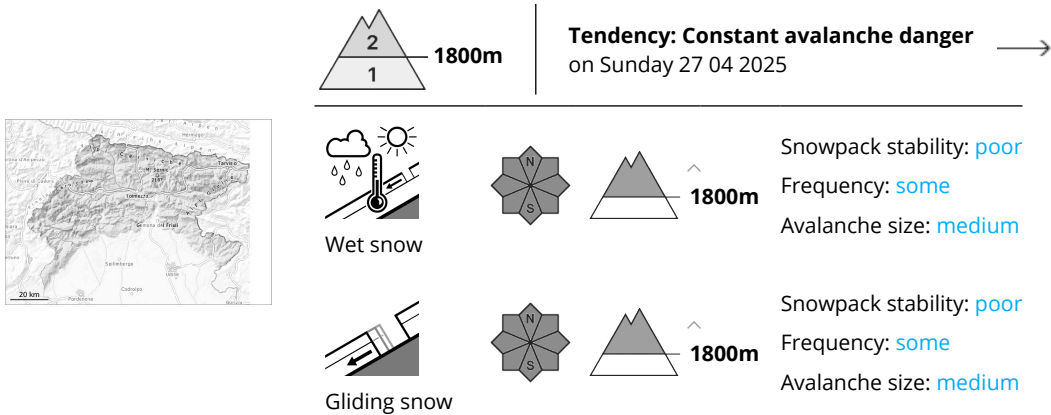 2
1
1800m
Tendency: Constant avalanche danger
on Sunday 27 04 2025
Tarvisio
Tolmezzo
Gemona del Friuli
Spilimbergo
Udine
Codroipo
Pordenone
Gorizia
20 km
N
S
1800m
Wet snow
Snowpack stability: poor
Frequency: some
Avalanche size: medium
N
S
1800m
Gliding snow
Snowpack stability: poor
Frequency: some
Avalanche size: medium